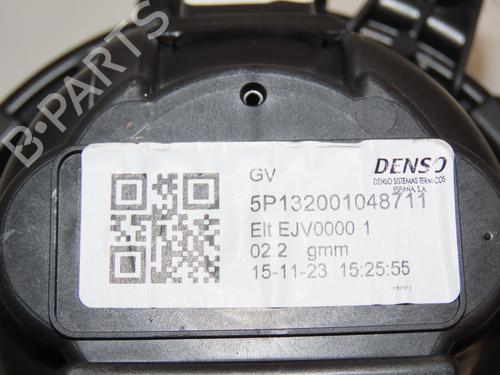 B-PARTS
GV
DENSO
DENSO SISTEMAS TERMICOS
ESPAÑA, S.A.
5P132001048711
Elt EJV0000 1
02.2 gmm
15-11-23 15:25:55